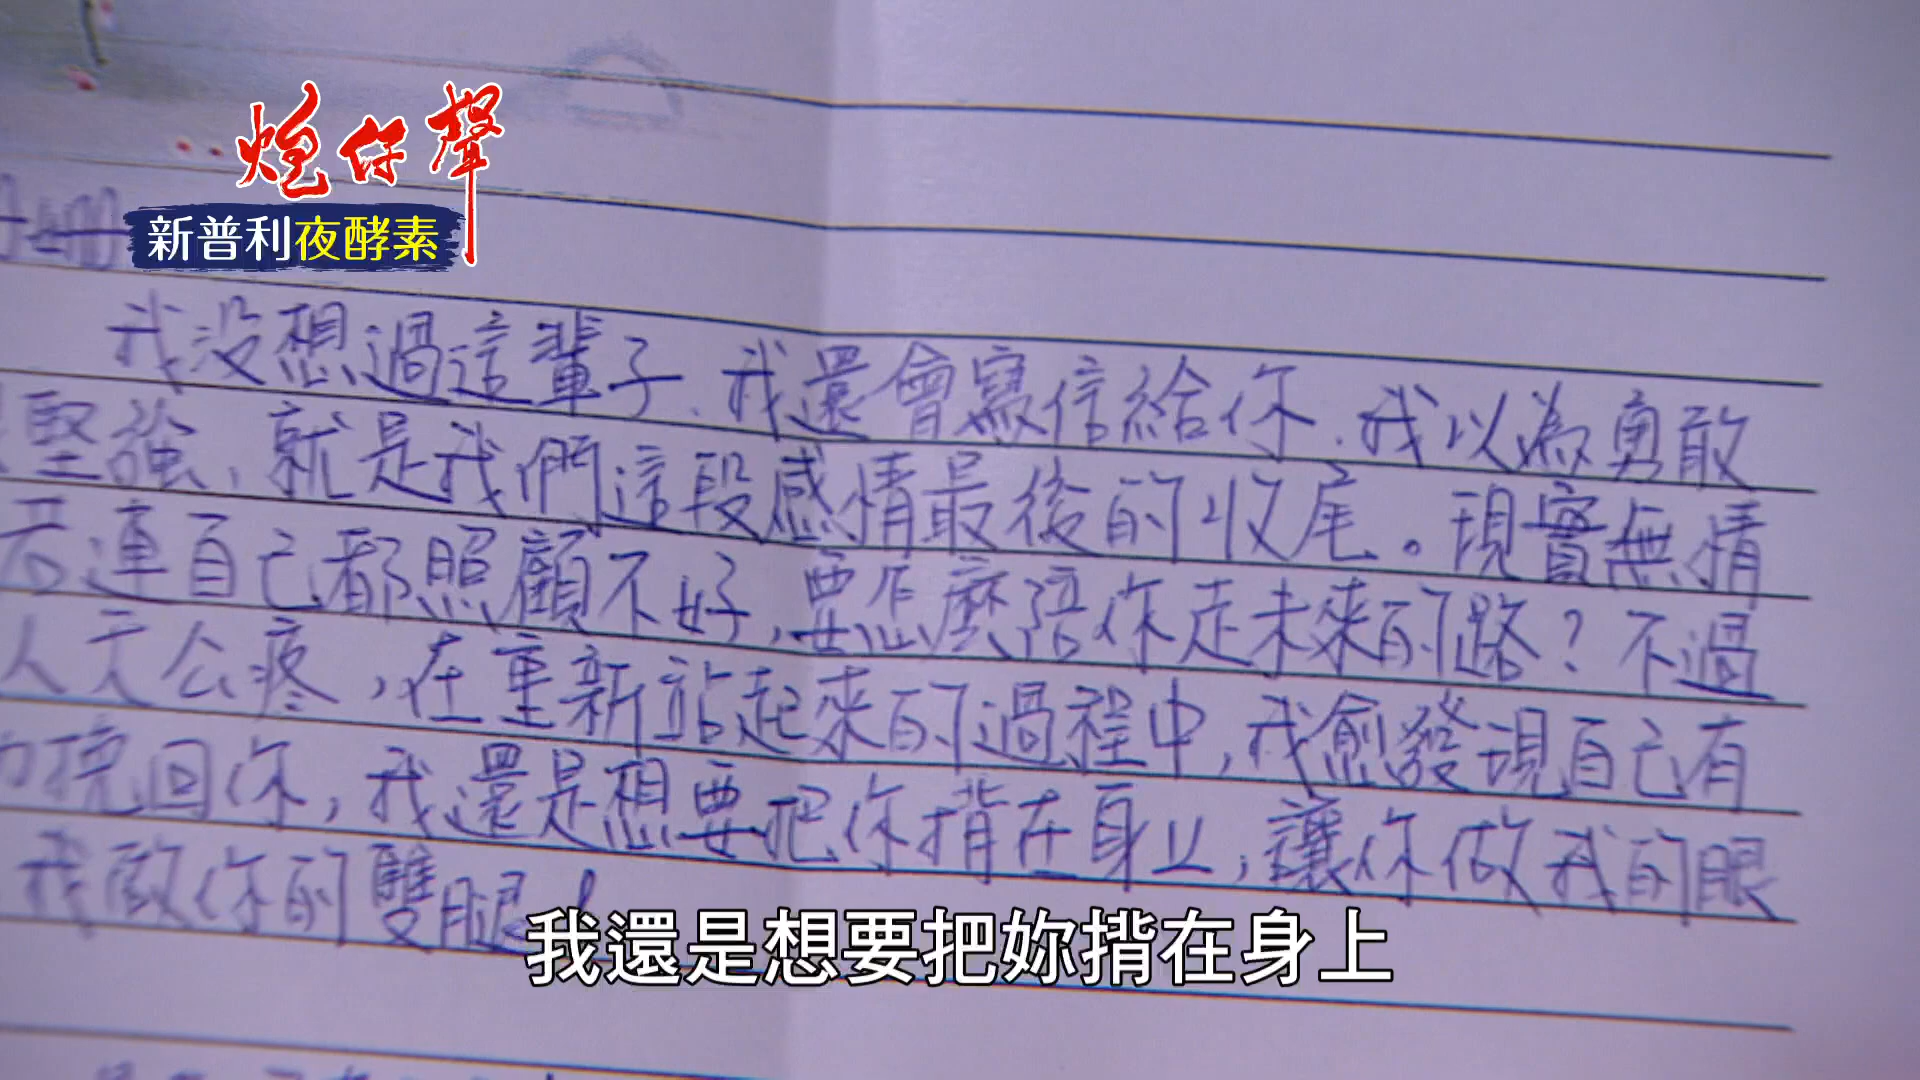 炮仔聲
新普利夜酵素
我沒想過這輩子、我還會寫信給你、我以為勇敢
堅強,就是我們這段感情最後的收尾。現實無情
若連自己都照顧不好,要怎麼陪你走未來的路?不過
人天公疼,在重新站起來的過程中,我愈發現自己有
挽回你,我還是想要把你揹在身上,讓你做我的眼
我做你的雙腿!
我還是想要把妳揹在身上